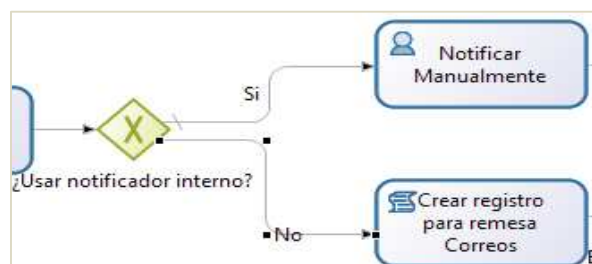 Notificar
Manualmente
Si
¿Usar notificador interno?
Crear registro
para remesa
Correos
No